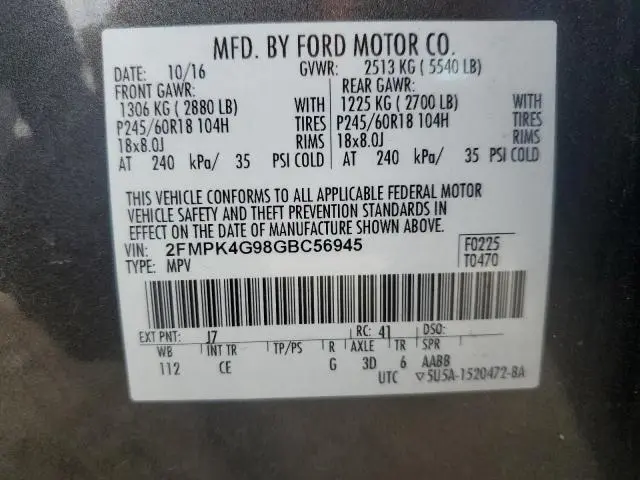 MFD. BY FORD MOTOR CO.
DATE: 10/16 GVWR: 2513 KG ( 5540 LB)
FRONT GAWR: REAR GAWR:
1306 KG ( 2880 LB) WITH 1225 KG ( 2700 LB) WITH
P245/60R18 104H TIRES P245/60R18 104H TIRES
18x8.0J RIMS 18x8.0J RIMS
AT 240 kPa/ 35 PSI COLD AT 240 kPa/ 35 PSI COLD
THIS VEHICLE CONFORMS TO ALL APPLICABLE FEDERAL MOTOR
VEHICLE SAFETY AND THEFT PREVENTION STANDARDS IN
EFFECT ON THE DATE OF MANUFACTURE SHOWN ABOVE.
VIN: 2FMPK4G98GBC56945 F0225
TYPE: MPV T0470
EXT PNT: J7 RC: 41 DSO:
WB INT TR TP/PS R AXLE TR SPR
112 CE G 3D 6 AABB
UTC ▽5U5A-1520472-BA